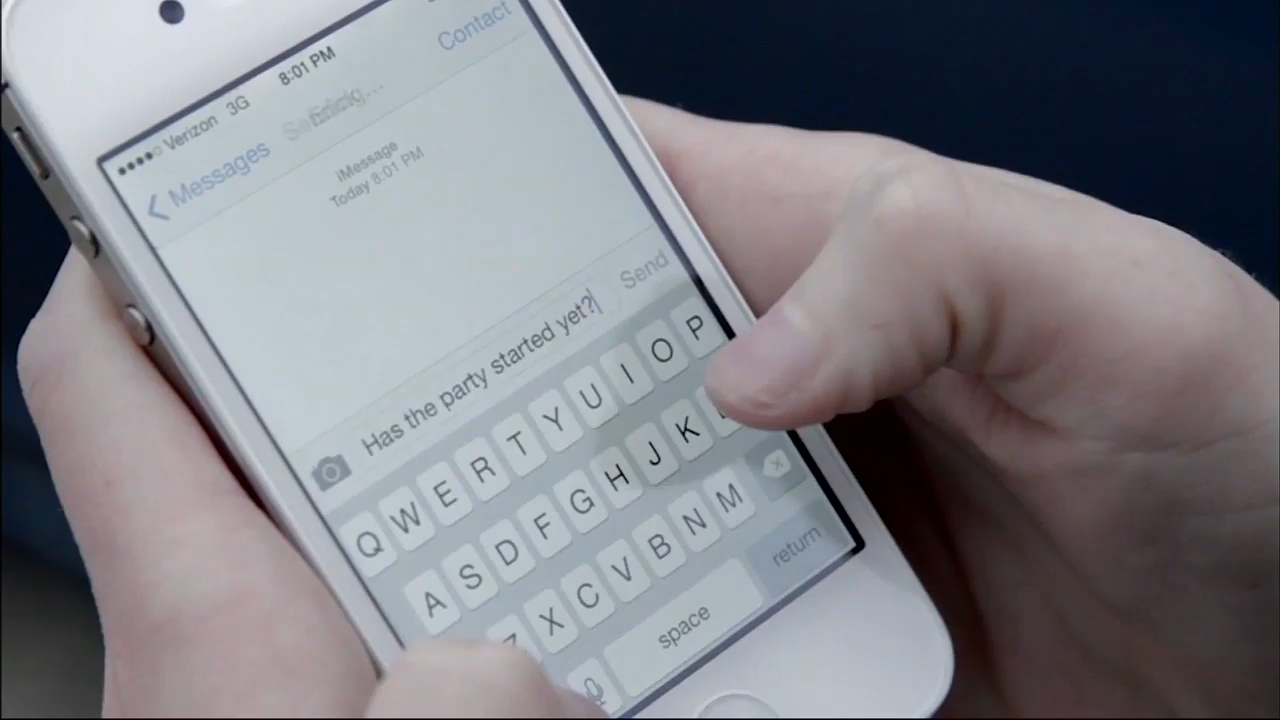 Verizon 3G 8:01 PM
Messages Contact
iMessage
Today 8:01 PM
Has the party started yet? Send
Q W E R T Y U I O P
A S D F G H J K
Z X C V B N M
space return